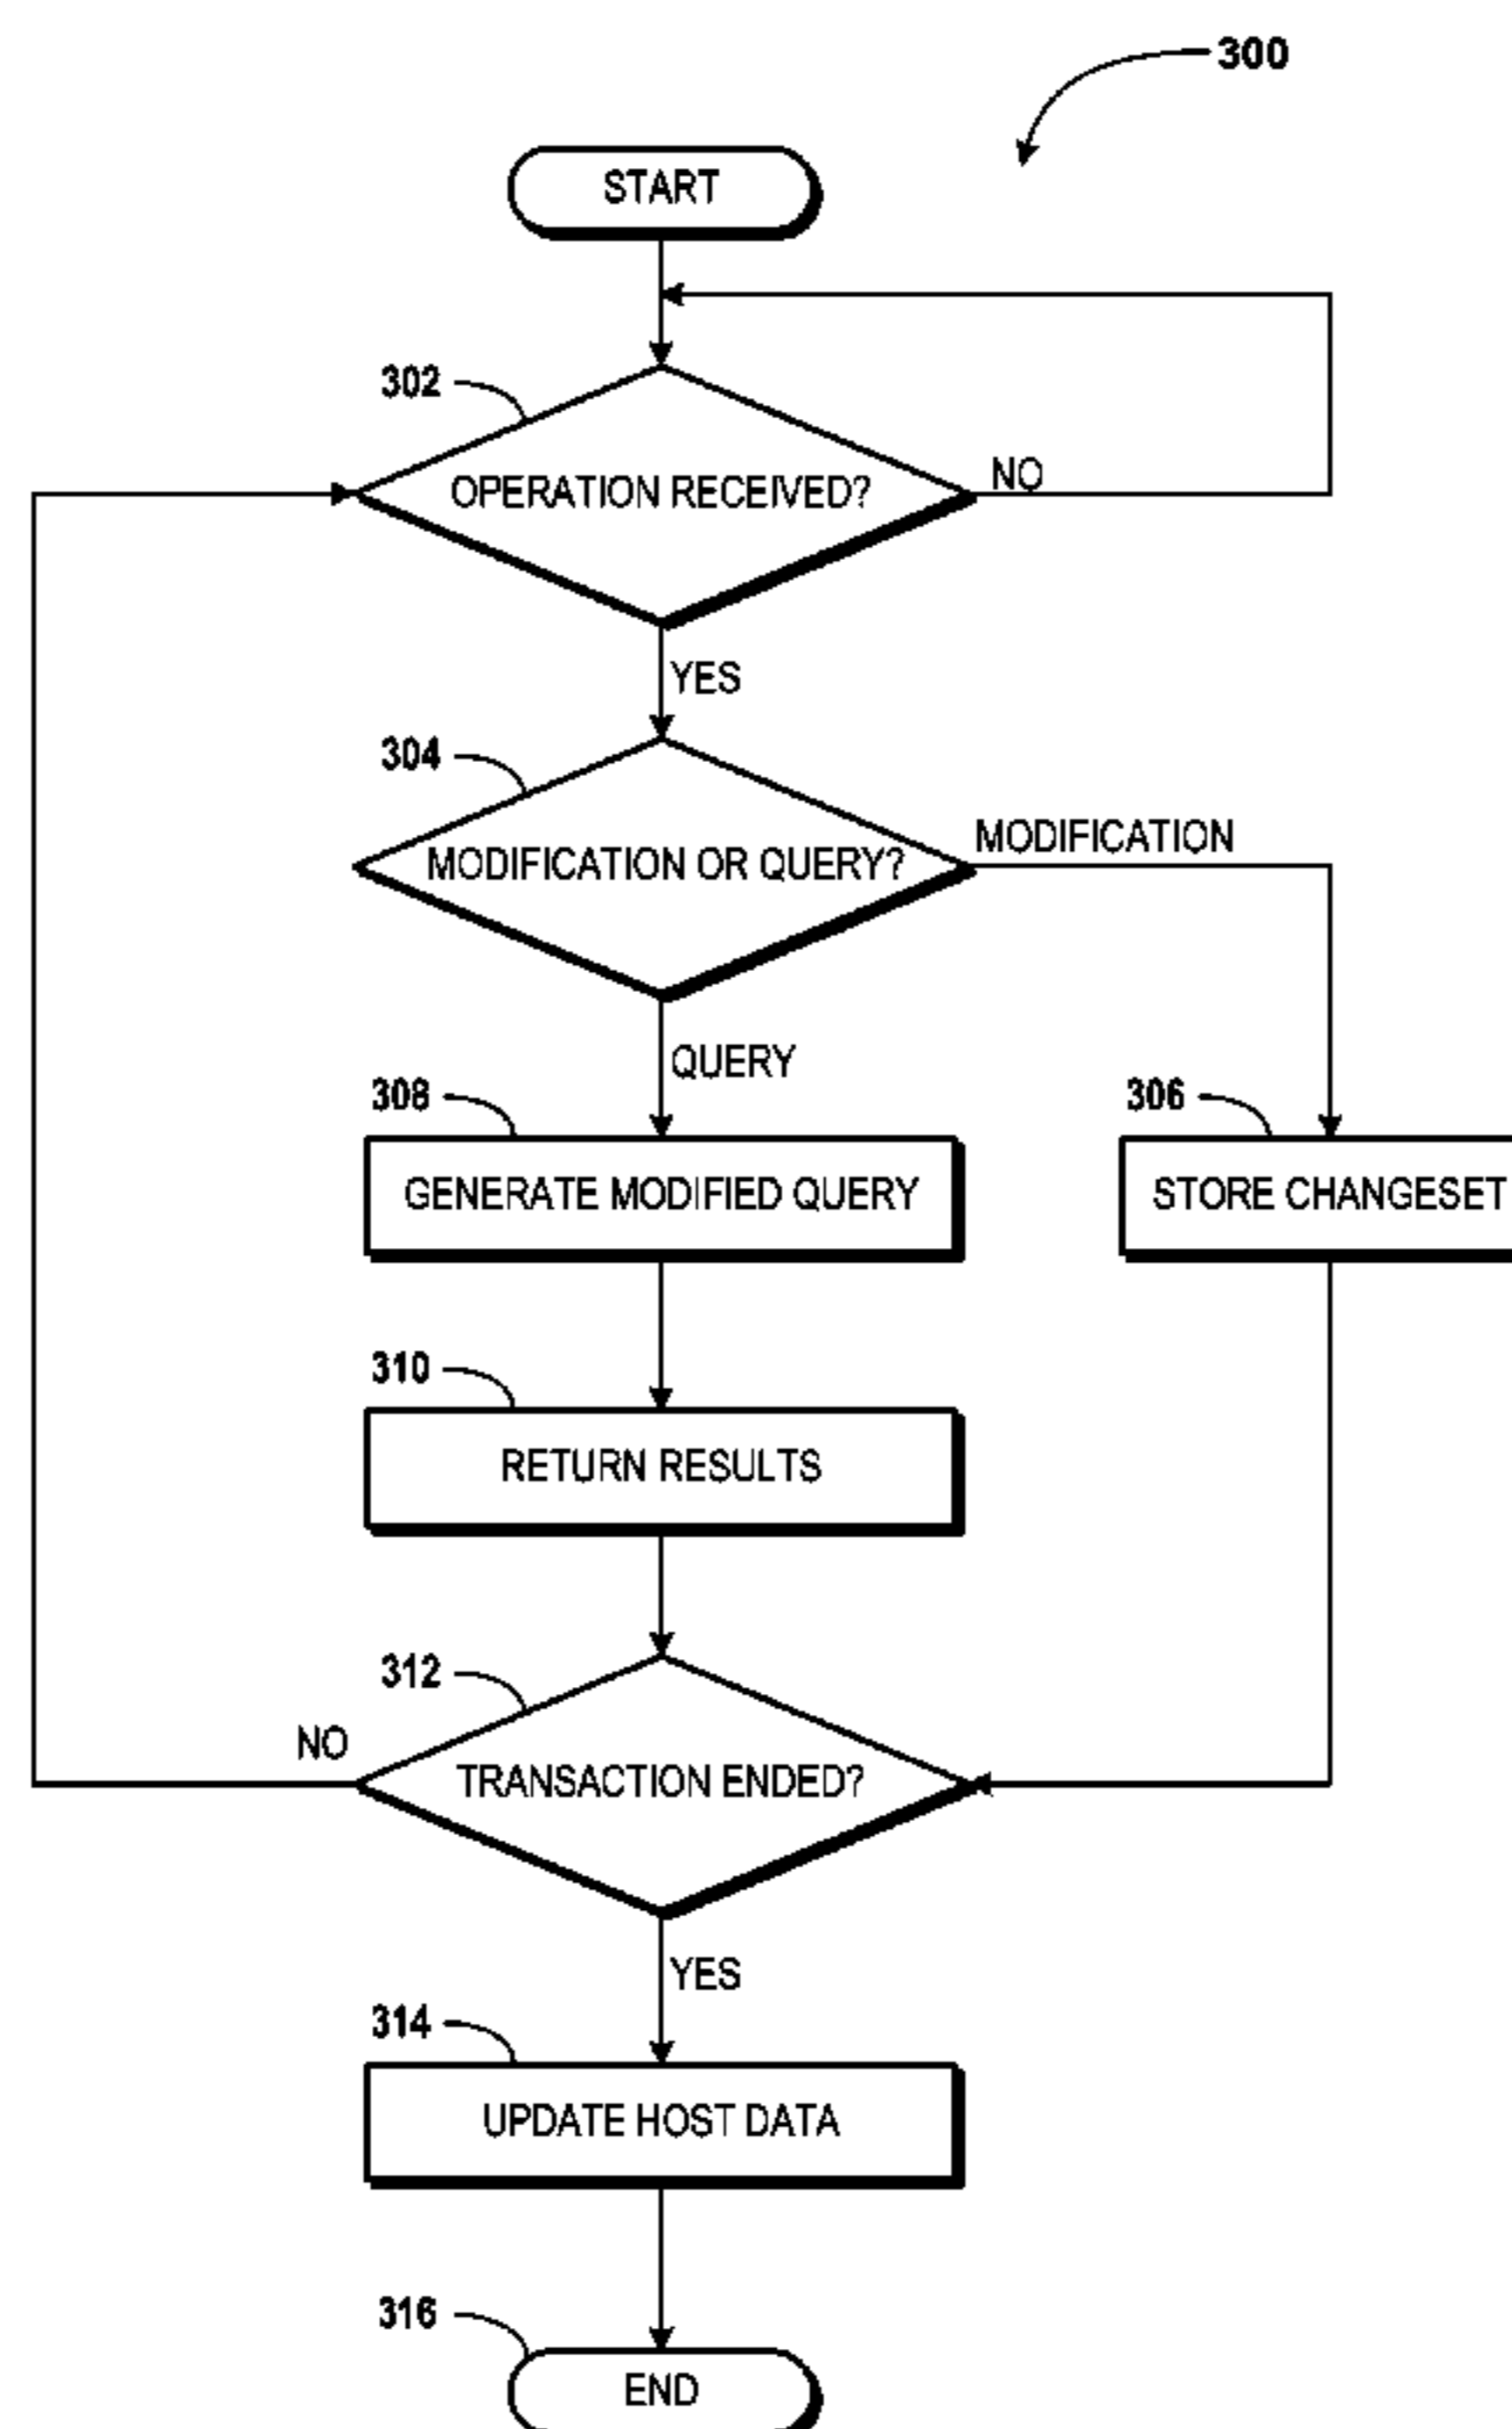 300
START
302
OPERATION RECEIVED?
NO
YES
304
MODIFICATION OR QUERY?
MODIFICATION
QUERY
308
306
GENERATE MODIFIED QUERY
STORE CHANGESET
310
RETURN RESULTS
312
NO
TRANSACTION ENDED?
YES
314
UPDATE HOST DATA
316
END